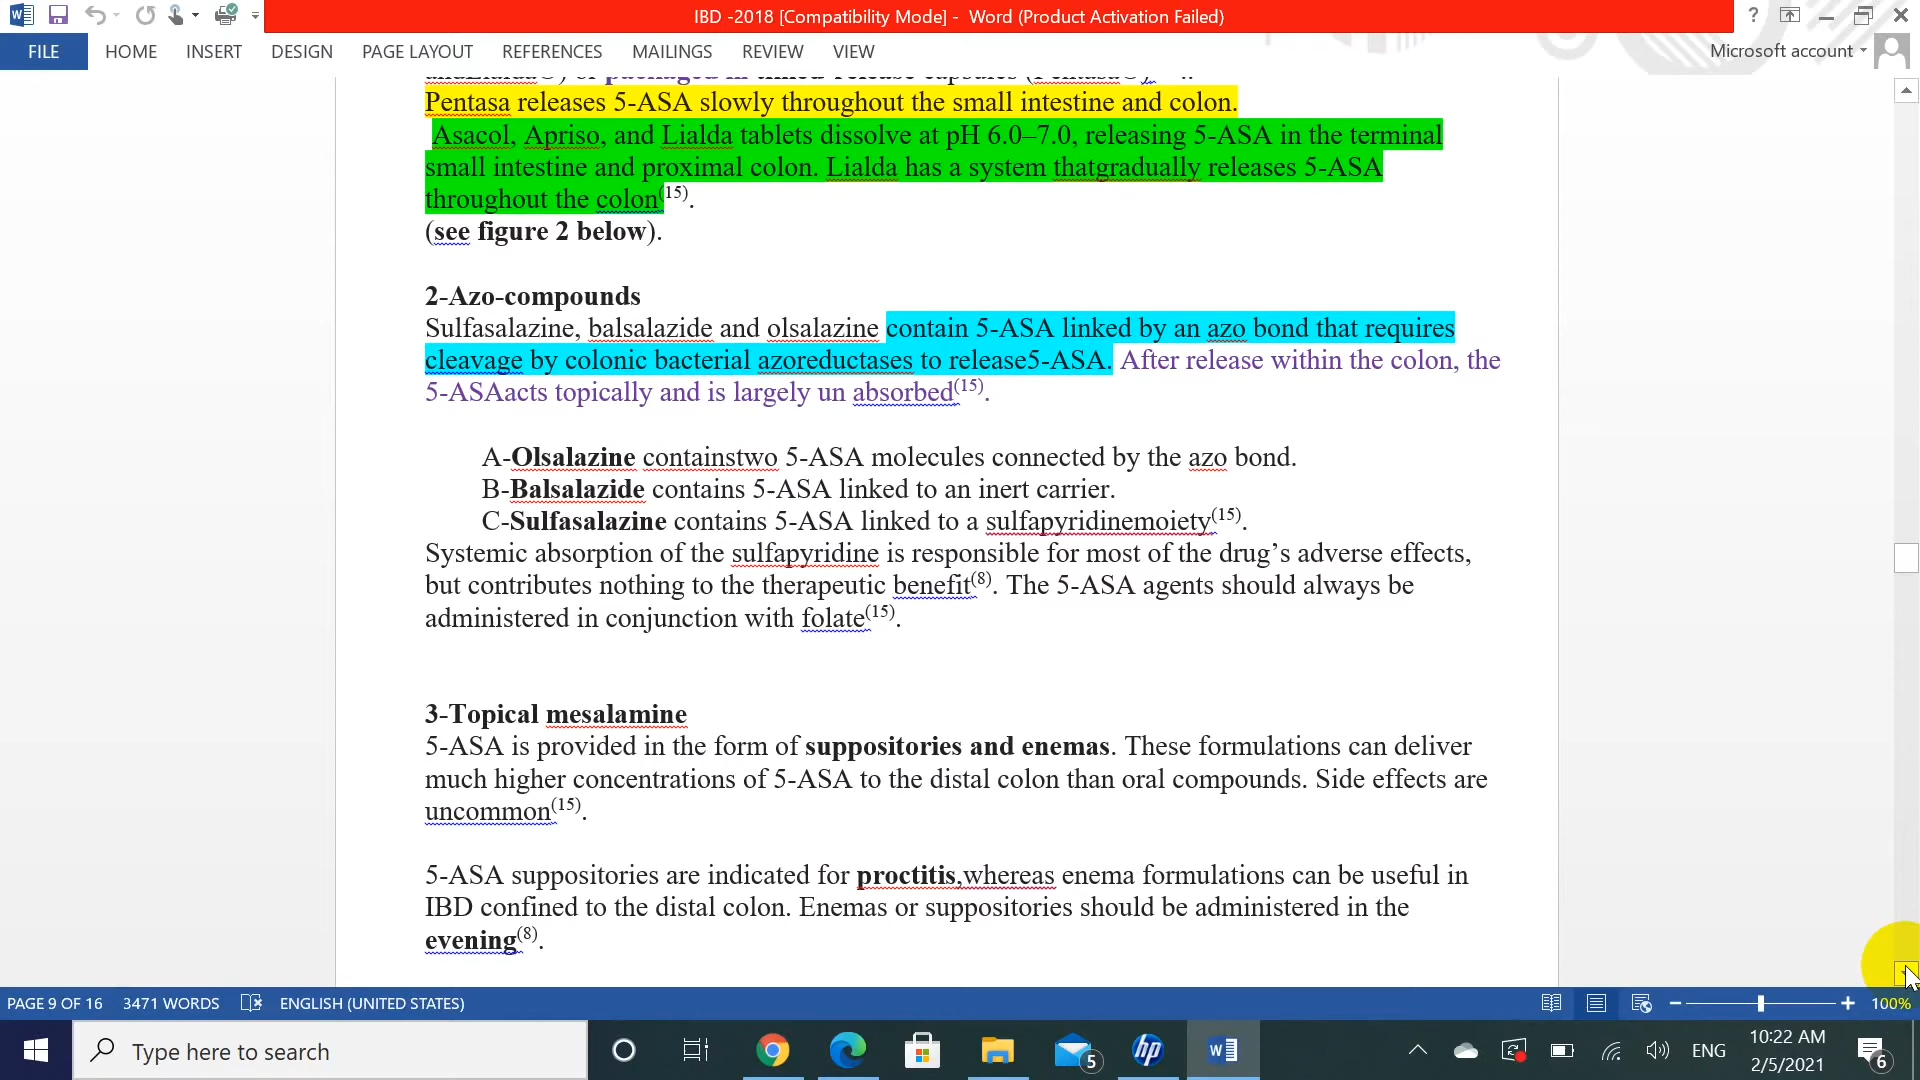 IBD -2018 [Compatibility Mode] - Word (Product Activation Failed)
?
FILE HOME INSERT DESIGN PAGE LAYOUT REFERENCES MAILINGS REVIEW VIEW Microsoft account
Pentasa releases 5-ASA slowly throughout the small intestine and colon.
Asacol, Apriso, and Lialda tablets dissolve at pH 6.0–7.0, releasing 5-ASA in the terminal
small intestine and proximal colon. Lialda has a system thatgradually releases 5-ASA
throughout the colon(15).
(see figure 2 below).
2-Azo-compounds
Sulfasalazine, balsalazide and olsalazine contain 5-ASA linked by an azo bond that requires
cleavage by colonic bacterial azoreductases to release5-ASA. After release within the colon, the
5-ASAacts topically and is largely un absorbed(15).
A-Olsalazine containstwo 5-ASA molecules connected by the azo bond.
B-Balsalazide contains 5-ASA linked to an inert carrier.
C-Sulfasalazine contains 5-ASA linked to a sulfapyridinemoiety(15).
Systemic absorption of the sulfapyridine is responsible for most of the drug’s adverse effects,
but contributes nothing to the therapeutic benefit(8). The 5-ASA agents should always be
administered in conjunction with folate(15).
3-Topical mesalamine
5-ASA is provided in the form of suppositories and enemas. These formulations can deliver
much higher concentrations of 5-ASA to the distal colon than oral compounds. Side effects are
uncommon(15).
5-ASA suppositories are indicated for proctitis,whereas enema formulations can be useful in
IBD confined to the distal colon. Enemas or suppositories should be administered in the
evening(8).
PAGE 9 OF 16 3471 WORDS ENGLISH (UNITED STATES) 100%
Type here to search 5 hp ENG 10:22 AM
2/5/2021 6